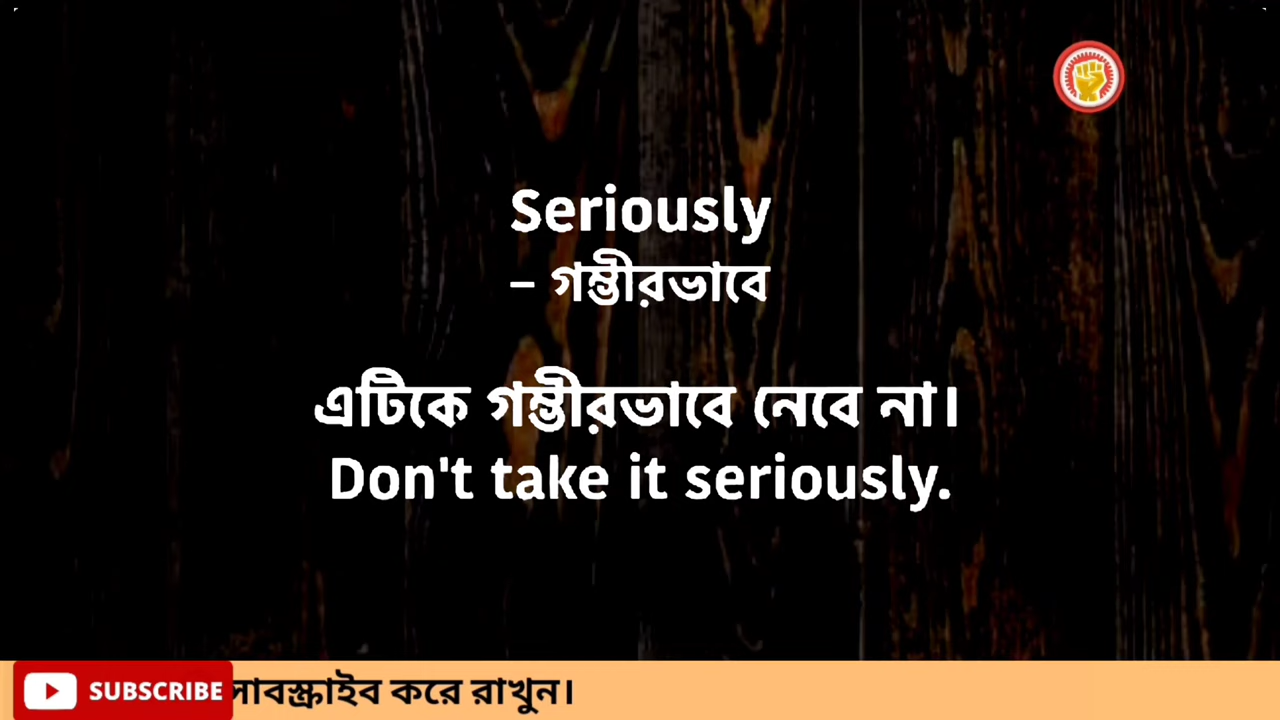 Seriously
– গম্ভীরভাবে
এটিকে গম্ভীরভাবে নেবে না।
Don't take it seriously.
SUBSCRIBE সাবস্ক্রাইব করে রাখুন।